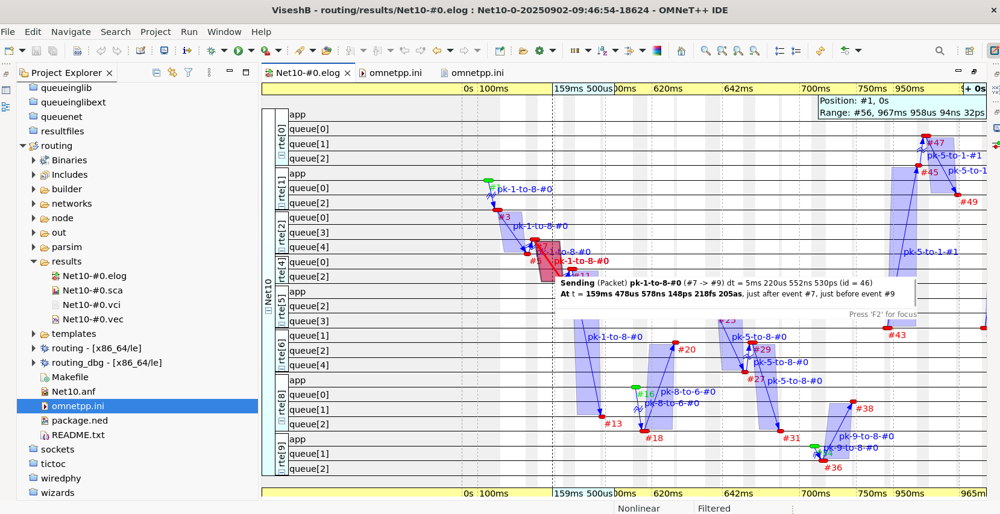 ViseshB - routing/results/Net10-#0.elog : Net10-0-20250902-09:46:54-18624 - OMNeT++ IDE
File Edit Navigate Search Project Run Window Help
Project Explorer
Net10-#0.elog
omnetpp.ini
omnetpp.ini
queueinglib
queueinglibext
queuenet
resultfiles
routing
Binaries
Includes
builder
networks
node
out
parsim
results
Net10-#0.elog
Net10-#0.sca
Net10-#0.vci
Net10-#0.vec
templates
routing - [x86_64/le]
routing_dbg - [x86_64/le]
Makefile
Net10.anf
omnetpp.ini
package.ned
README.txt
sockets
tictoc
wiredphy
wizards
0s 100ms 159ms 500us 00ms 620ms 642ms 700ms 750ms 950ms + 0s
Position: #1, 0s
Range: #56, 967ms 958us 94ns 32ps
Net10
rte[0]
app
queue[0]
queue[1]
queue[2]
rte[1]
app
queue[0]
queue[2]
rte[2]
queue[0]
queue[3]
queue[4]
rte[4]
queue[0]
queue[2]
rte[5]
app
queue[2]
queue[3]
rte[6]
queue[1]
queue[2]
queue[4]
rte[8]
app
queue[0]
queue[1]
queue[2]
rte[9]
app
queue[1]
queue[2]
#47
pk-5-to-1-#1
#45
pk-5-to-1
#49
pk-1-to-8-#0
#3
pk-1-to-8-#0
#7
pk-1-to-8-#0
#5
pk-1-to-8-#0
#11
pk-5-to-1-#1
Sending (Packet) pk-1-to-8-#0 (#7 -> #9) dt = 5ms 220us 552ns 530ps (id = 46)
At t = 159ms 478us 578ns 148ps 218fs 205as, just after event #7, just before event #9
Press 'F2' for focus
#25
#43
pk-1-to-8-#0
pk-5-to-8-#0
#20
#29
pk-5-to-8-#0
#27
pk-5-to-8-#0
#16
pk-8-to-6-#0
pk-8-to-6-#0
#38
#13
#18
#31
pk-9-to-8-#0
pk-9-to-8-#0
#36
0s 100ms 159ms 500us 00ms 620ms 642ms 700ms 750ms 950ms 965m
Nonlinear
Filtered